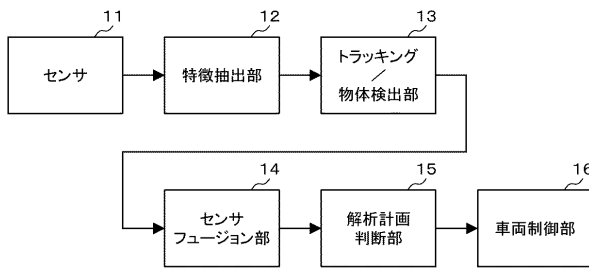 11
センサ
12
特徴抽出部
13
トラッキング
／
物体検出部
14
センサ
フュージョン部
15
解析計画
判断部
16
車両制御部